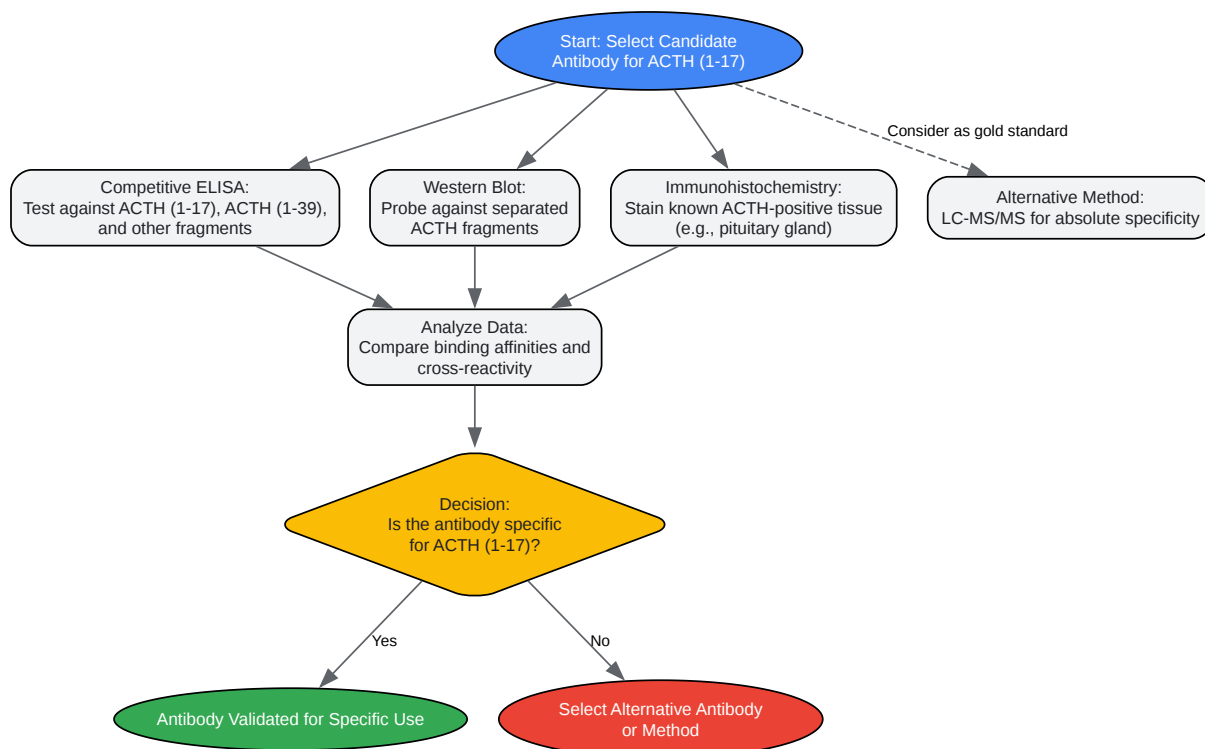 Start: Select Candidate
Antibody for ACTH (1-17)
Consider as gold standard
Competitive ELISA:
Test against ACTH (1-17), ACTH (1-39),
and other fragments
Western Blot:
Probe against separated
ACTH fragments
Immunohistochemistry:
Stain known ACTH-positive tissue
(e.g., pituitary gland)
Alternative Method:
LC-MS/MS for absolute specificity
Analyze Data:
Compare binding affinities and
cross-reactivity
Decision:
Is the antibody specific
for ACTH (1-17)?
Yes
No
Antibody Validated for Specific Use
Select Alternative Antibody
or Method